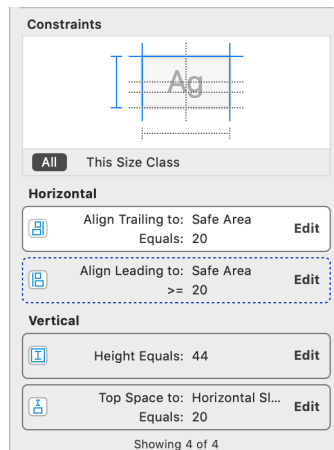 Constraints
Ag
All This Size Class
Horizontal
Align Trailing to: Safe Area
Equals: 20
Edit
Align Leading to: Safe Area
>= 20
Edit
Vertical
Height Equals: 44
Edit
Top Space to: Horizontal Sl...
Equals: 20
Edit
Showing 4 of 4